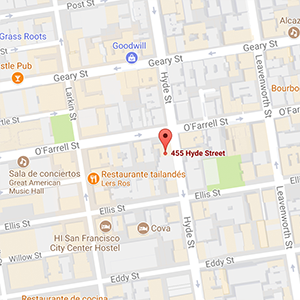 Grass Roots
Goodwill
Alcaz
Geary St
Geary St
stle Pub
Larkin St
Hyde St
Leavenworth St
Bourbo
tle St
O'Farrell St
O'Farrell St
455 Hyde Street
Sala de conciertos
Great American
Music Hall
Restaurante tailandés
Lers Ros
Ellis St
Ellis St
Leavenworth St
Hyde St
HI San Francisco
City Center Hostel
Cova
Willow St
Eddy St
Eddy St
Restaurante de cocina